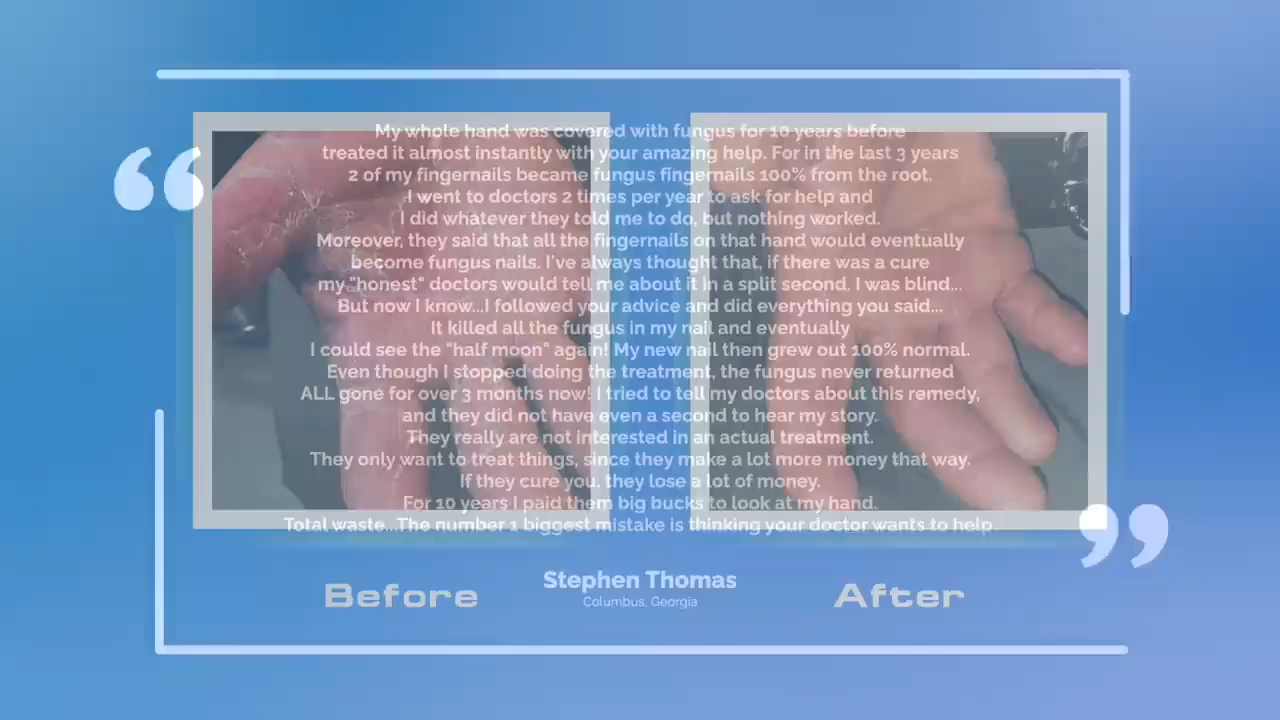 My whole hand was covered with fungus for 10 years before
treated it almost instantly with your amazing help. For in the last 3 years
2 of my fingernails became fungus fingernails 100% from the root.
I went to doctors 2 times per year to ask for help and
I did whatever they told me to do, but nothing worked.
Moreover, they said that all the fingernails on that hand would eventually
become fungus nails. I've always thought that, if there was a cure
my "honest" doctors would tell me about it in a split second. I was blind...
But now I know...I followed your advice and did everything you said...
It killed all the fungus in my nail and eventually
I could see the "half moon" again! My new nail then grew out 100% normal.
Even though I stopped doing the treatment, the fungus never returned
ALL gone for over 3 months now! I tried to tell my doctors about this remedy,
and they did not have even a second to hear my story.
They really are not interested in an actual treatment.
They only want to treat things, since they make a lot more money that way.
If they cure you, they lose a lot of money.
For 10 years I paid them big bucks to look at my hand.
Total waste...The number 1 biggest mistake is thinking your doctor wants to help.
Stephen Thomas
Columbus, Georgia
Before
After